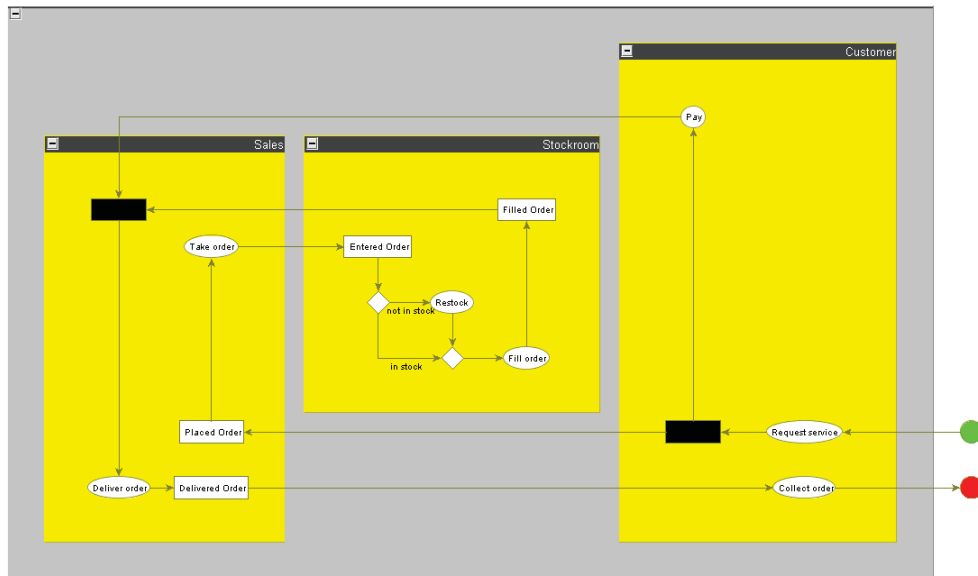 Customer
Pay
Sales
Stockroom
Filled Order
Take order
Entered Order
Restock
not in stock
in stock
Fill order
Placed Order
Request service
Deliver order
Delivered Order
Collect order